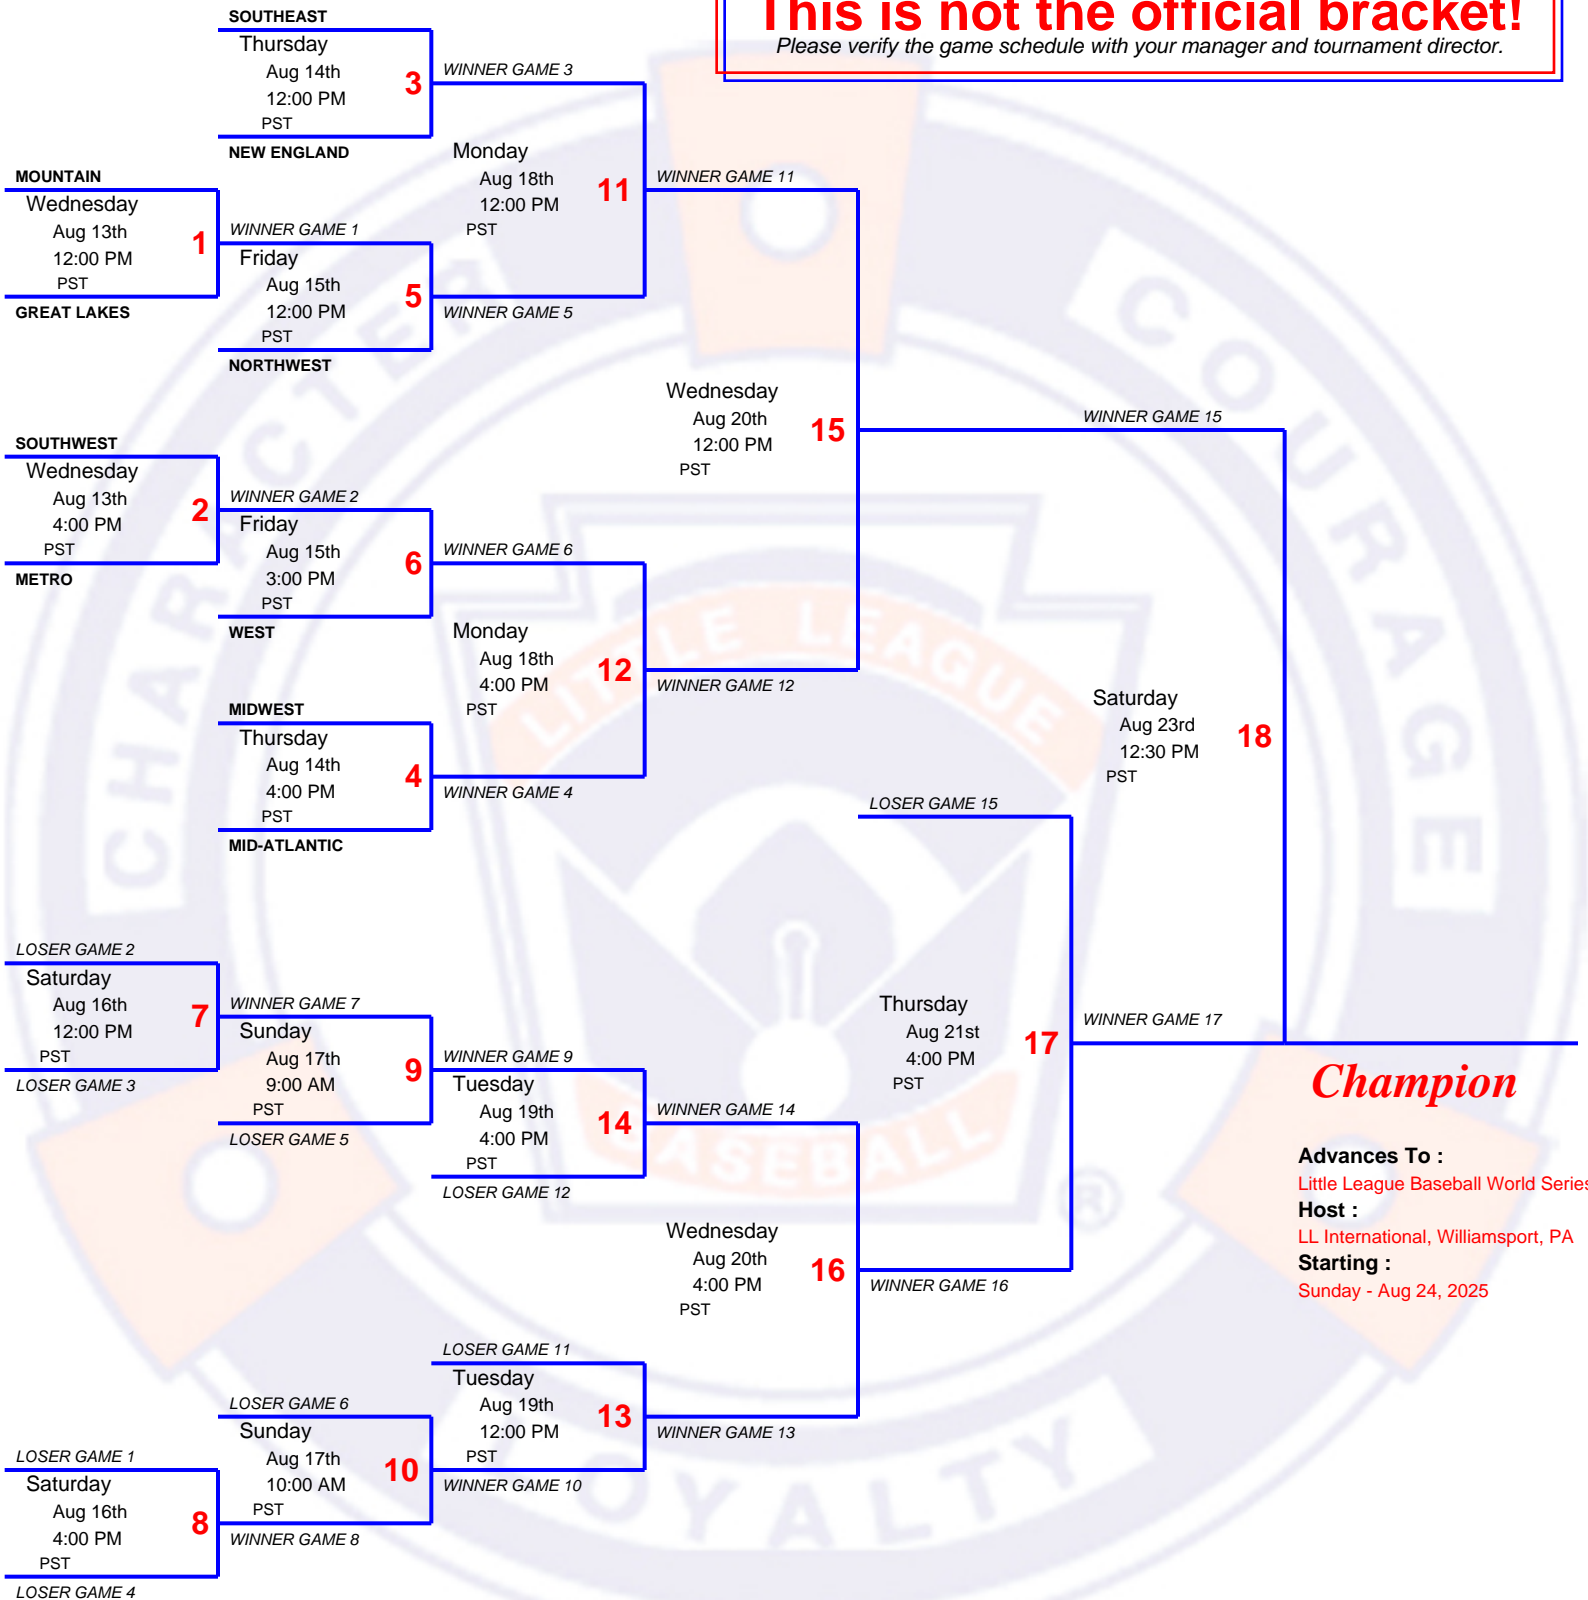 This is not the official bracket!
Please verify the game schedule with your manager and tournament director.
SOUTHEAST
Thursday
Aug 14th
12:00 PM
PST
3
NEW ENGLAND
WINNER GAME 3
MOUNTAIN
Wednesday
Aug 13th
12:00 PM
PST
1
GREAT LAKES
WINNER GAME 1
Friday
Aug 15th
12:00 PM
PST
5
NORTHWEST
WINNER GAME 5
Monday
Aug 18th
12:00 PM
PST
11
WINNER GAME 11
SOUTHWEST
Wednesday
Aug 13th
4:00 PM
PST
2
METRO
WINNER GAME 2
Friday
Aug 15th
3:00 PM
PST
6
WEST
WINNER GAME 6
Monday
Aug 18th
4:00 PM
PST
12
WINNER GAME 12
MIDWEST
Thursday
Aug 14th
4:00 PM
PST
4
MID-ATLANTIC
WINNER GAME 4
Wednesday
Aug 20th
12:00 PM
PST
15
WINNER GAME 15
Saturday
Aug 23rd
12:30 PM
PST
18
LOSER GAME 15
Thursday
Aug 21st
4:00 PM
PST
17
WINNER GAME 17
LOSER GAME 2
Saturday
Aug 16th
12:00 PM
PST
7
LOSER GAME 3
WINNER GAME 7
Sunday
Aug 17th
9:00 AM
PST
9
LOSER GAME 5
WINNER GAME 9
Tuesday
Aug 19th
4:00 PM
PST
14
LOSER GAME 12
WINNER GAME 14
Wednesday
Aug 20th
4:00 PM
PST
16
WINNER GAME 16
LOSER GAME 11
Tuesday
Aug 19th
12:00 PM
PST
13
WINNER GAME 13
LOSER GAME 6
Sunday
Aug 17th
10:00 AM
PST
10
WINNER GAME 10
LOSER GAME 1
Saturday
Aug 16th
4:00 PM
PST
8
WINNER GAME 8
LOSER GAME 4
Champion
Advances To :
Little League Baseball World Series
Host :
LL International, Williamsport, PA
Starting :
Sunday - Aug 24, 2025
CHARACTER
COURAGE
LOYALTY
LITTLE LEAGUE
BASEBALL
®